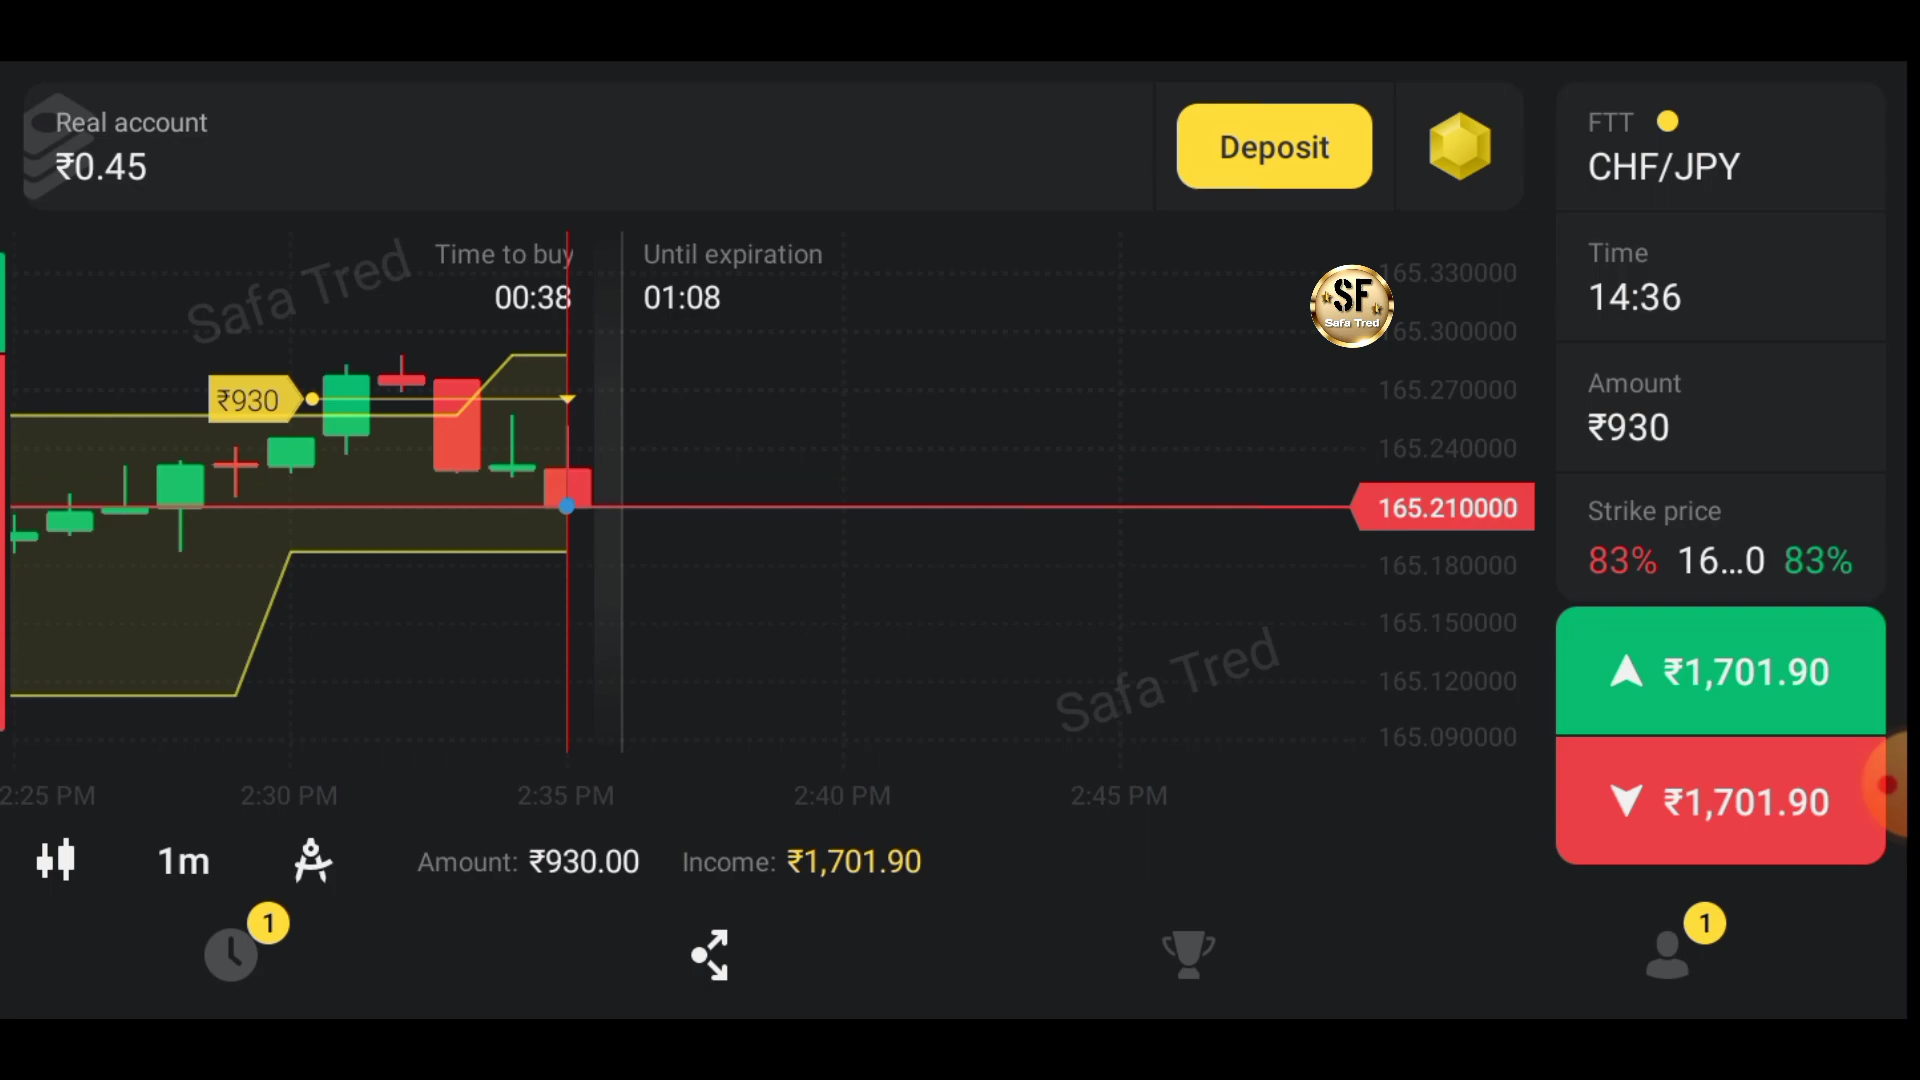 Real account
₹0.45
Deposit
FTT
CHF/JPY
Time
14:36
Amount
₹930
Strike price
83% 16...0 83%
₹1,701.90
₹1,701.90
Time to buy
00:38
Until expiration
01:08
Safa Tred
SF
Safa Tred
₹930
165.330000
165.300000
165.270000
165.240000
165.210000
165.180000
165.150000
165.120000
165.090000
Safa Tred
2:25 PM 2:30 PM 2:35 PM 2:40 PM 2:45 PM
1m
Amount: ₹930.00 Income: ₹1,701.90
1
1